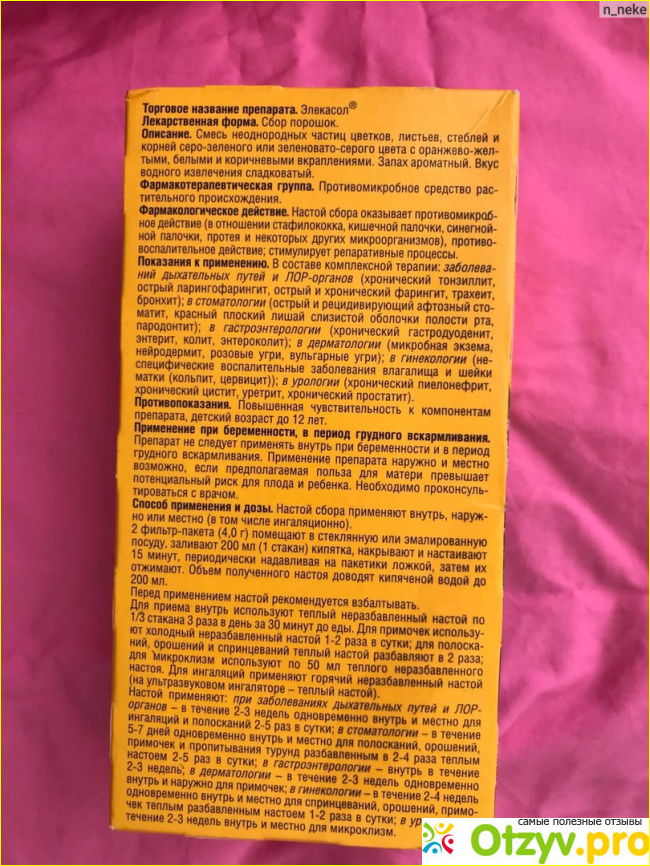 n_neke
Торговое название препарата. Элекасол®
Лекарственная форма. Сбор порошок.
Описание. Смесь неоднородных частиц цветков, листьев, стеблей и
корней серо-зеленого или зеленовато-серого цвета с оранжево-жел-
тыми, белыми и коричневыми вкраплениями. Запах ароматный. Вкус
водного извлечения сладковатый.
Фармакотерапевтическая группа. Противомикробное средство рас-
тительного происхождения.
Фармакологическое действие. Настой сбора оказывает противомикроб-
ное действие (в отношении стафилококка, кишечной палочки, синегной-
ной палочки, протея и некоторых других микроорганизмов), противо-
воспалительное действие; стимулирует репаративные процессы.
Показания к применению. В составе комплексной терапии: заболева-
ний дыхательных путей и ЛОР-органов (хронический тонзиллит,
острый ларингофарингит, острый и хронический фарингит, трахеит,
бронхит); в стоматологии (острый и рецидивирующий афтозный сто-
матит, красный плоский лишай слизистой оболочки полости рта,
пародонтит); в гастроэнтерологии (хронический гастродуоденит,
энтерит, колит, энтероколит); в дерматологии (микробная экзема,
нейродермит, розовые угри, вульгарные угри); в гинекологии (не-
специфические воспалительные заболевания влагалища и шейки
матки (кольпит, цервицит)); в урологии (хронический пиелонефрит,
хронический цистит, уретрит, хронический простатит).
Противопоказания. Повышенная чувствительность к компонентам
препарата, детский возраст до 12 лет.
Применение при беременности, в период грудного вскармливания.
Препарат не следует применять внутрь при беременности и в период
грудного вскармливания. Применение препарата наружно и местно
возможно, если предполагаемая польза для матери превышает
потенциальный риск для плода и ребенка. Необходимо проконсуль-
тироваться с врачом.
Способ применения и дозы. Настой сбора применяют внутрь, наруж-
но или местно (в том числе ингаляционно).
2 фильтр-пакета (4,0 г) помещают в стеклянную или эмалированную
посуду, заливают 200 мл (1 стакан) кипятка, накрывают и настаивают
15 минут, периодически надавливая на пакетики ложкой, затем их
отжимают. Объем полученного настоя доводят кипяченой водой до
200 мл.
Перед применением настой рекомендуется взбалтывать.
Для приема внутрь используют теплый неразбавленный настой по
1/3 стакана 3 раза в день за 30 минут до еды. Для примочек использу-
ют холодный неразбавленный настой 1-2 раза в сутки; для полоска-
ний, орошений и спринцеваний теплый настой разбавляют в 2 раза;
для микроклизм используют по 50 мл теплого неразбавленного
настоя. Для ингаляций применяют горячий неразбавленный настой
(на ультразвуковом ингаляторе – теплый настой).
Настой применяют: при заболеваниях дыхательных путей и ЛОР-
органов – в течение 2-3 недель одновременно внутрь и местно для
ингаляций и полосканий 2-5 раз в сутки; в стоматологии – в течение
5-7 дней одновременно внутрь и местно для полосканий, орошений,
примочек и пропитывания турунд разбавленным в 2-4 раза теплым
настоем 2-5 раз в сутки; в гастроэнтерологии – внутрь в течение
2-3 недель; в дерматологии – в течение 2-3 недель одновременно
внутрь и наружно для примочек; в гинекологии – в течение 2-4 недель
одновременно внутрь и местно для спринцеваний, орошений, примо-
чек теплым разбавленным настоем 1-2 раза в сутки; в ур
течение 2-3 недель внутрь и местно для микроклизм.
самые полезные отзывы
Otzyv.pro